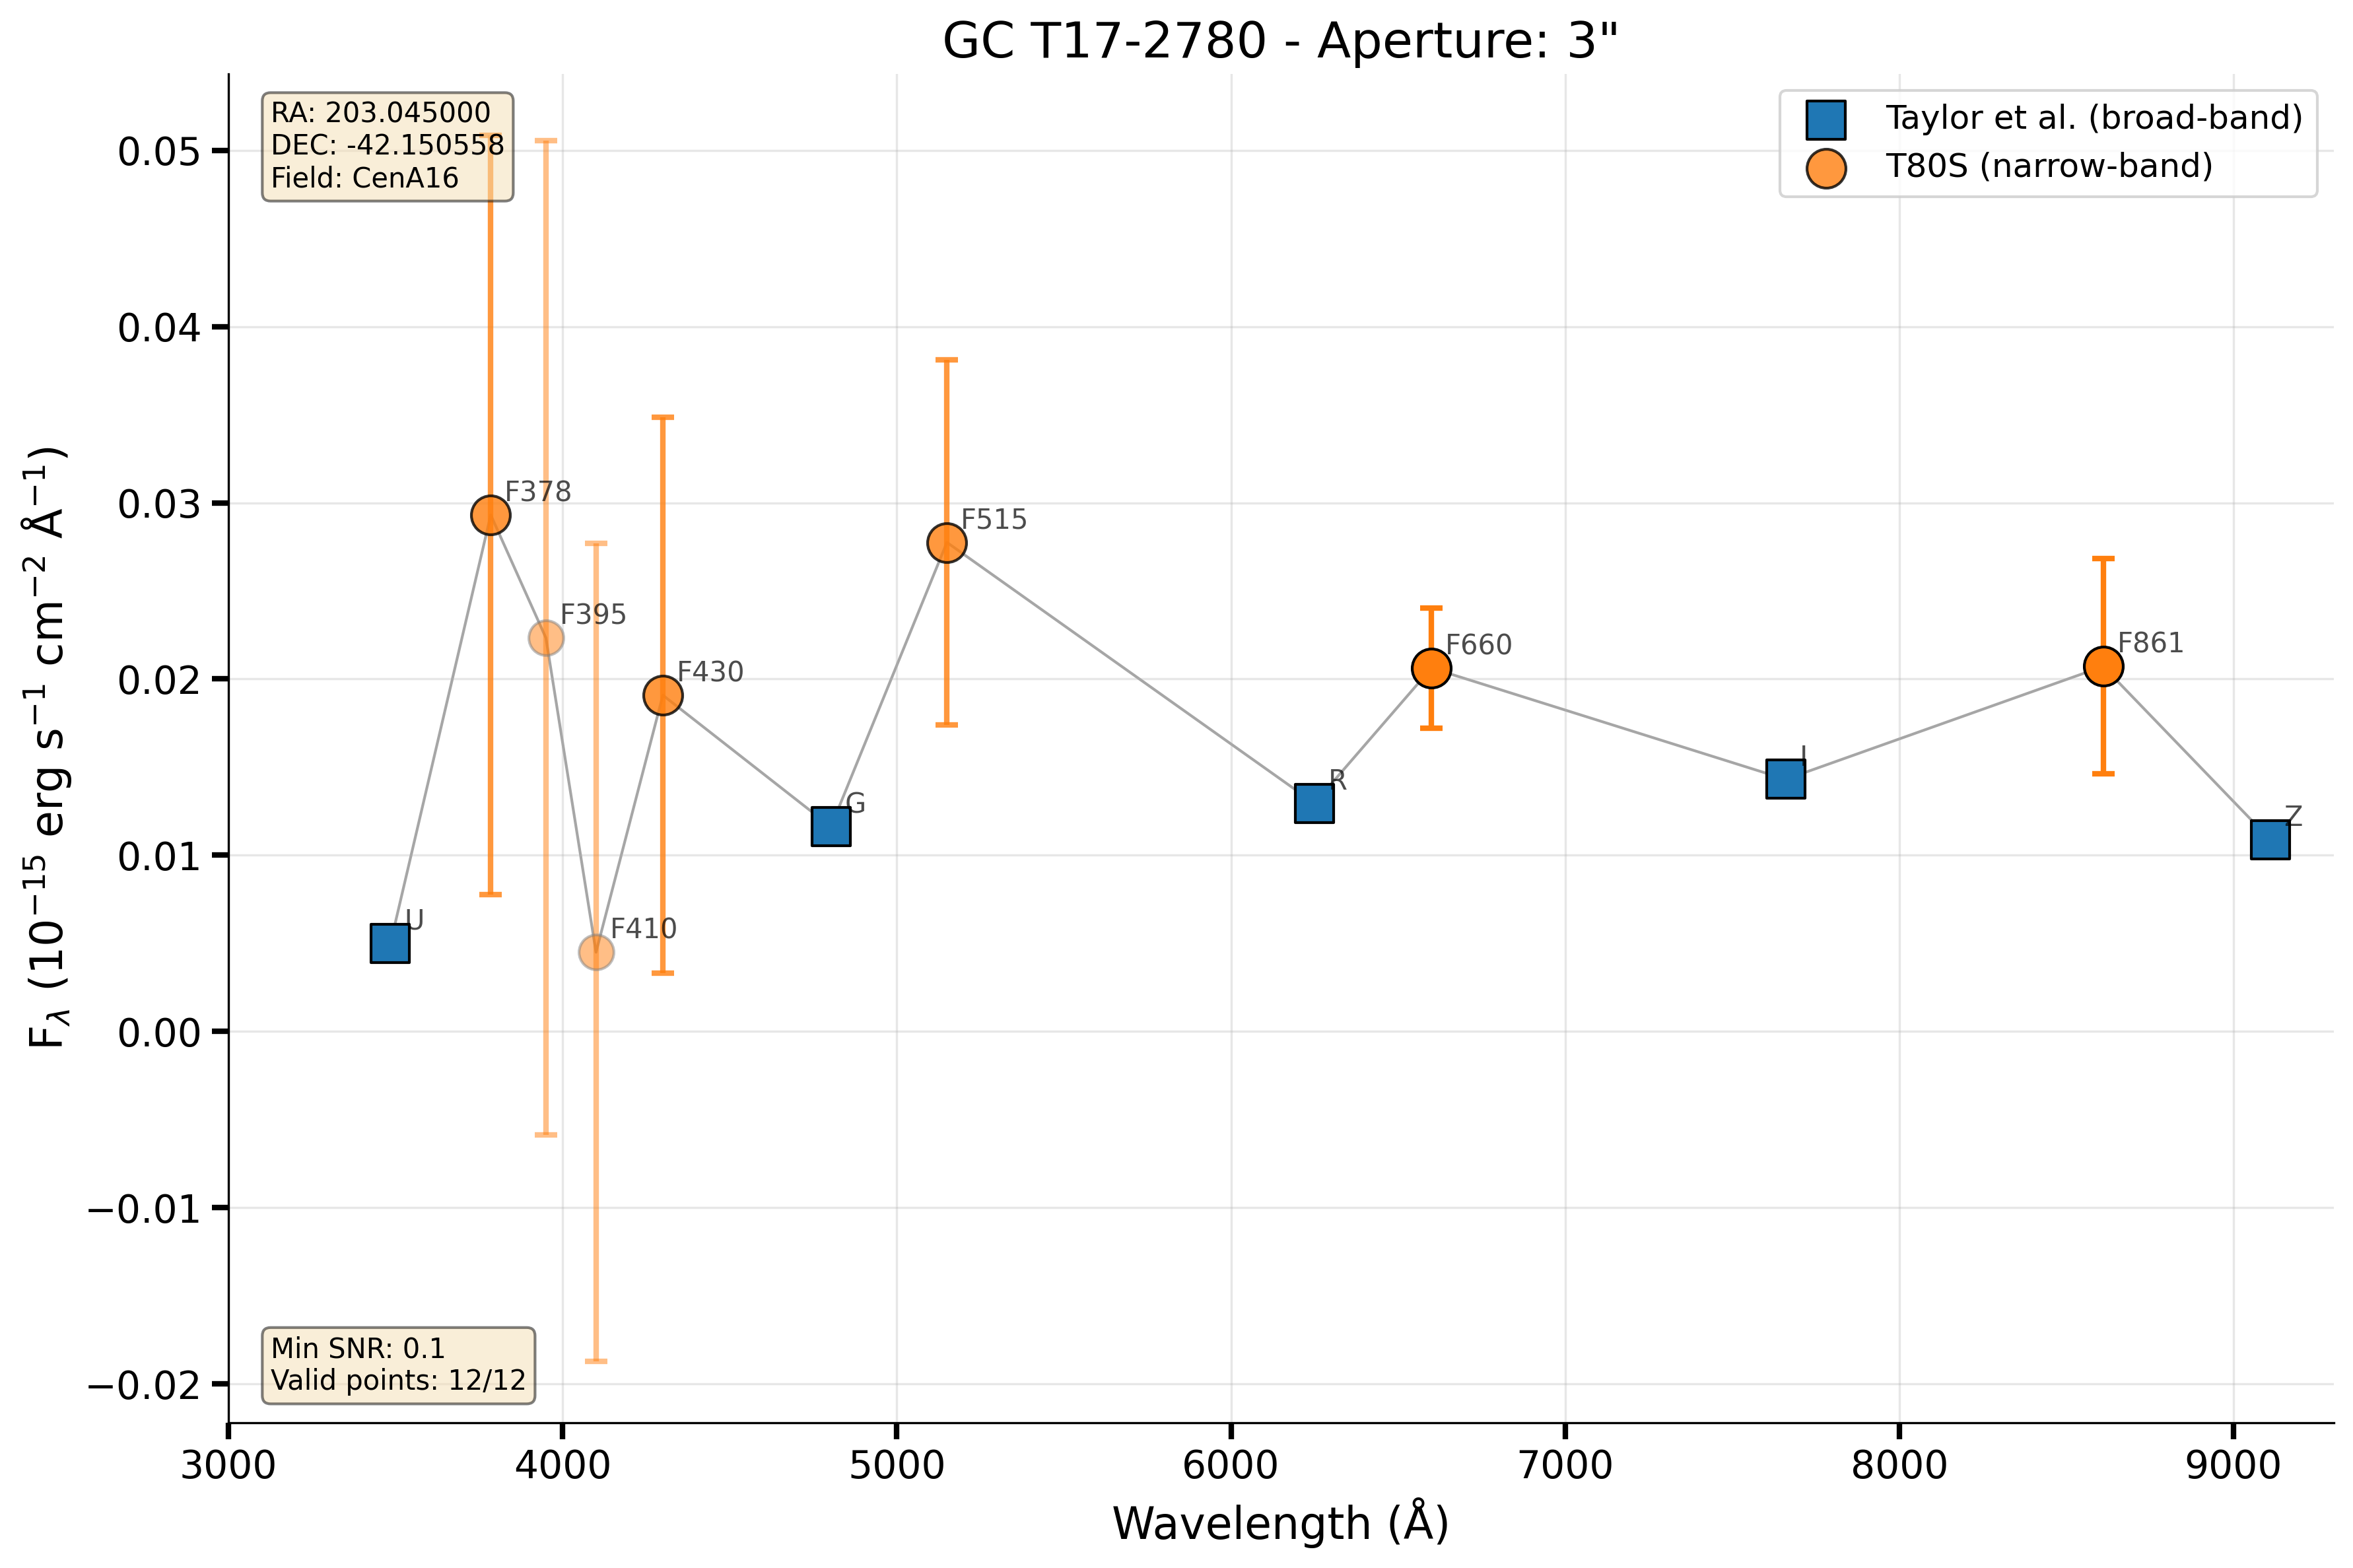 GC T17-2780 - Aperture: 3"
RA: 203.045000
DEC: -42.150558
Field: CenA16
Taylor et al. (broad-band)
T80S (narrow-band)
0.05
0.04
0.03
0.02
0.01
0.00
−0.01
−0.02
F$_{λ}$ (10$^{−15}$ erg s$^{−1}$ cm$^{−2}$ Å$^{−1}$)
U
F378
F395
F410
F430
G
F515
R
F660
I
F861
Z
Min SNR: 0.1
Valid points: 12/12
3000 4000 5000 6000 7000 8000 9000
Wavelength (Å)